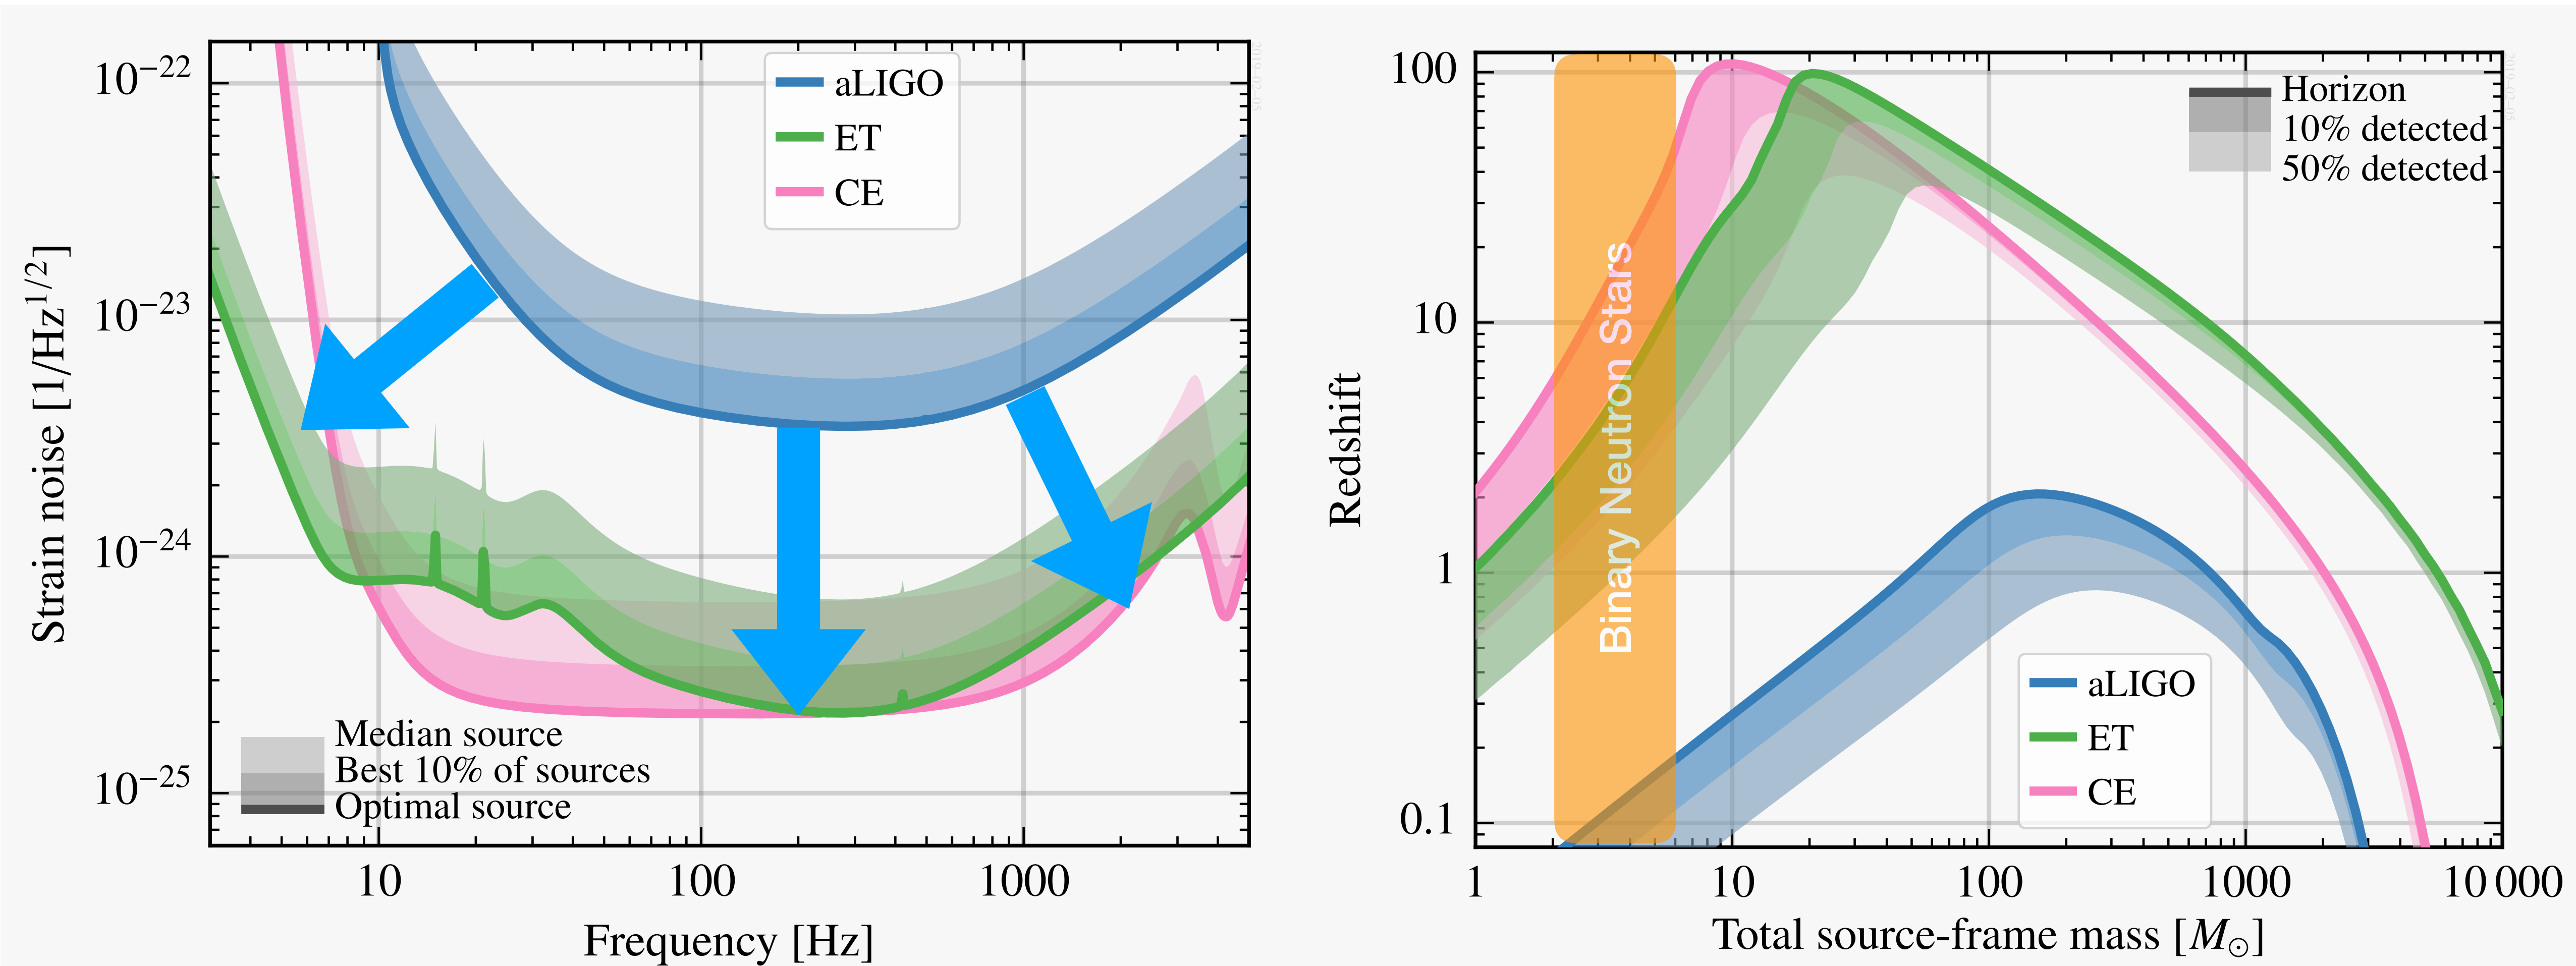 10⁻²²
10⁻²³
10⁻²⁴
10⁻²⁵
Strain noise [1/Hz^{1/2}]
aLIGO
ET
CE
Median source
Best 10% of sources
Optimal source
10
100
1000
Frequency [Hz]
100
10
1
0.1
Redshift
Binary Neutron Stars
Horizon
10% detected
50% detected
aLIGO
ET
CE
1
10
100
1000
10 000
Total source-frame mass [M☉]